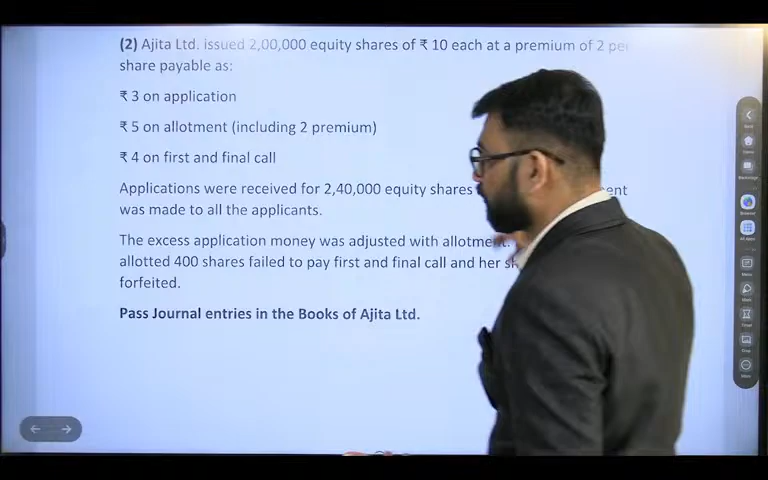 (2) Ajita Ltd. issued 2,00,000 equity shares of ₹ 10 each at a premium of 2 per
share payable as:
₹ 3 on application
₹ 5 on allotment (including 2 premium)
₹ 4 on first and final call
Applications were received for 2,40,000 equity shares
was made to all the applicants.
The excess application money was adjusted with allotment.
allotted 400 shares failed to pay first and final call and her
forfeited.
Pass Journal entries in the Books of Ajita Ltd.